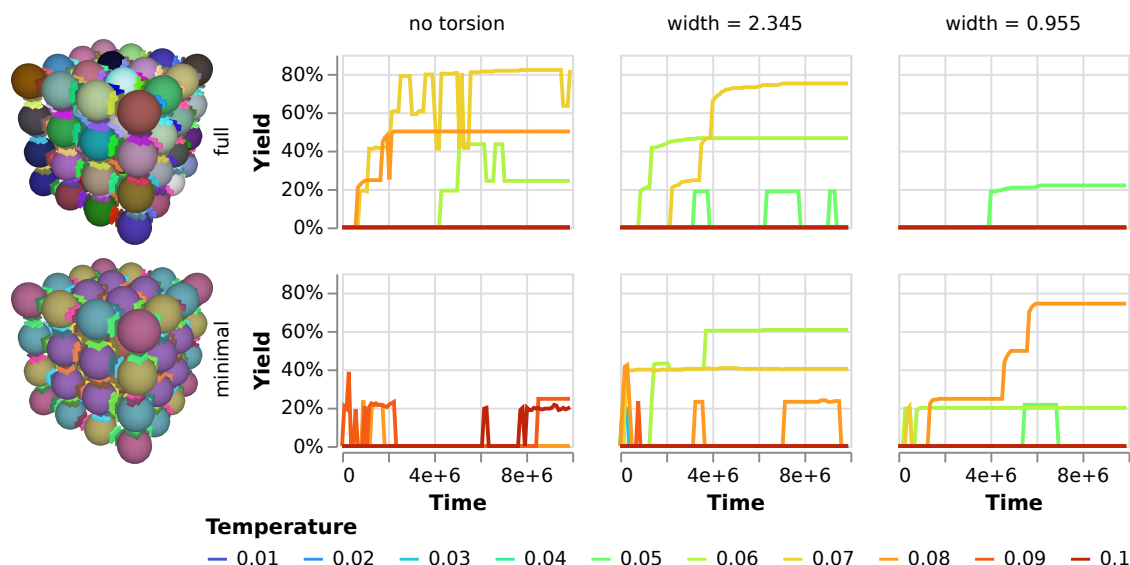 no torsion width = 2.345 width = 0.955
full
Yield
80%
60%
40%
20%
0%
minimal
Yield
80%
60%
40%
20%
0%
0 4e+6 8e+6 0 4e+6 8e+6 0 4e+6 8e+6
Time Time Time
Temperature
0.01 0.02 0.03 0.04 0.05 0.06 0.07 0.08 0.09 0.1